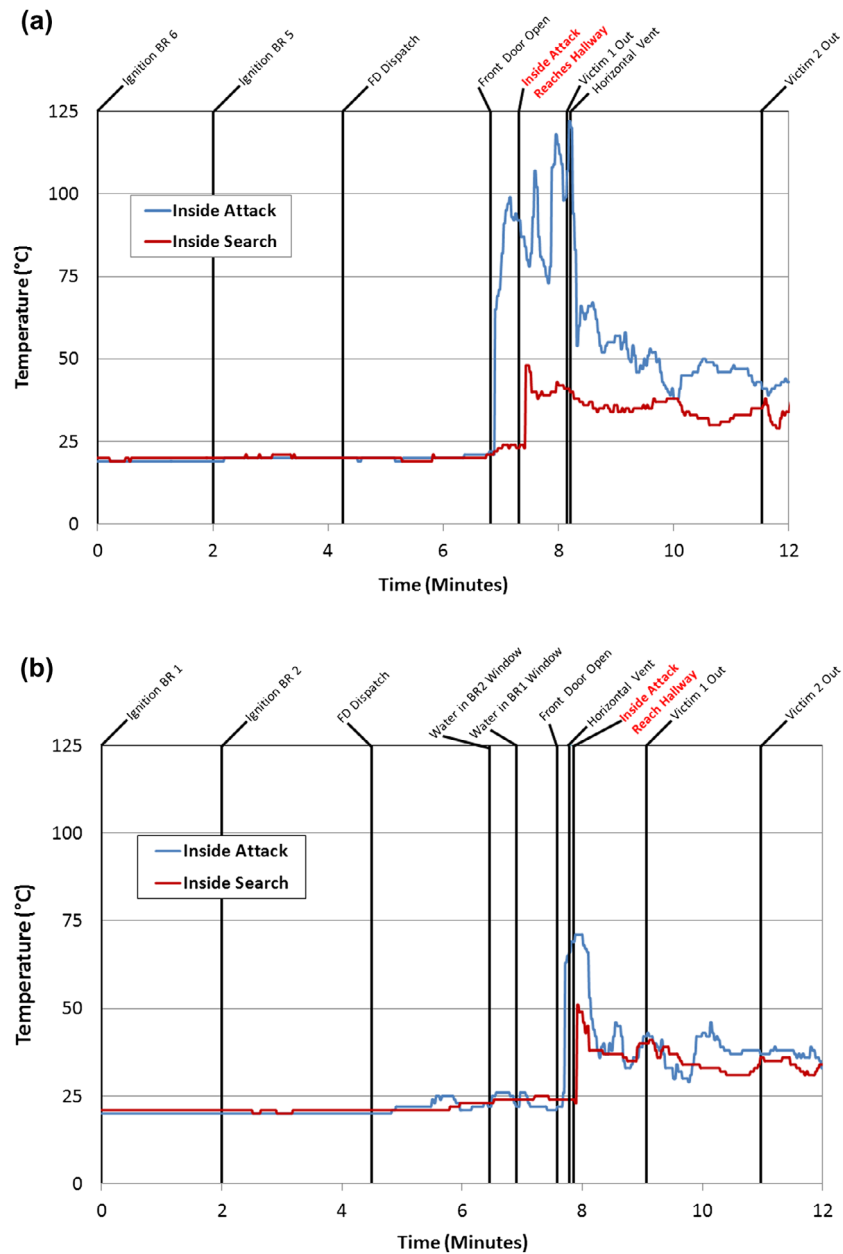 (a)
Ignition BR 6
Ignition BR 5
FD Dispatch
Front Door Open
Inside Attack
Reaches Hallway
Victim 1 Out
Horizontal Vent
Victim 2 Out
125
100
75
50
25
0
Temperature (°C)
Inside Attack
Inside Search
0 2 4 6 8 10 12
Time (Minutes)
(b)
Ignition BR 1
Ignition BR 2
FD Dispatch
Water in BR2 Window
Water in BR1 Window
Front Door Open
Horizontal Vent
Inside Attack
Reach Hallway
Victim 1 Out
Victim 2 Out
125
100
75
50
25
0
Temperature (°C)
Inside Attack
Inside Search
0 2 4 6 8 10 12
Time (Minutes)